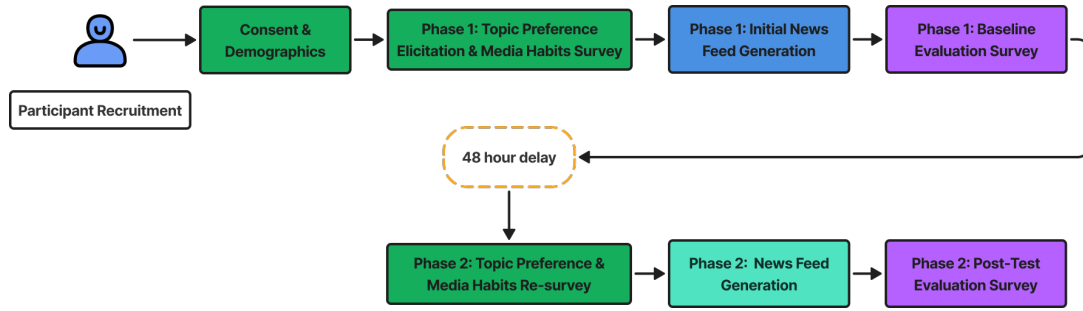 Participant Recruitment
Consent &
Demographics
Phase 1: Topic Preference
Elicitation & Media Habits Survey
Phase 1: Initial News
Feed Generation
Phase 1: Baseline
Evaluation Survey
48 hour delay
Phase 2: Topic Preference &
Media Habits Re-survey
Phase 2: News Feed
Generation
Phase 2: Post-Test
Evaluation Survey